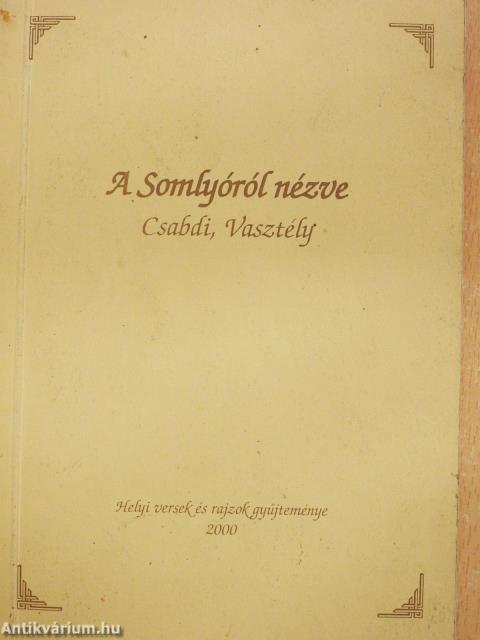 A Somlyóról nézve
Csabdi, Vasztély
Helyi versek és rajzok gyűjteménye
2000
Antikvárium.hu